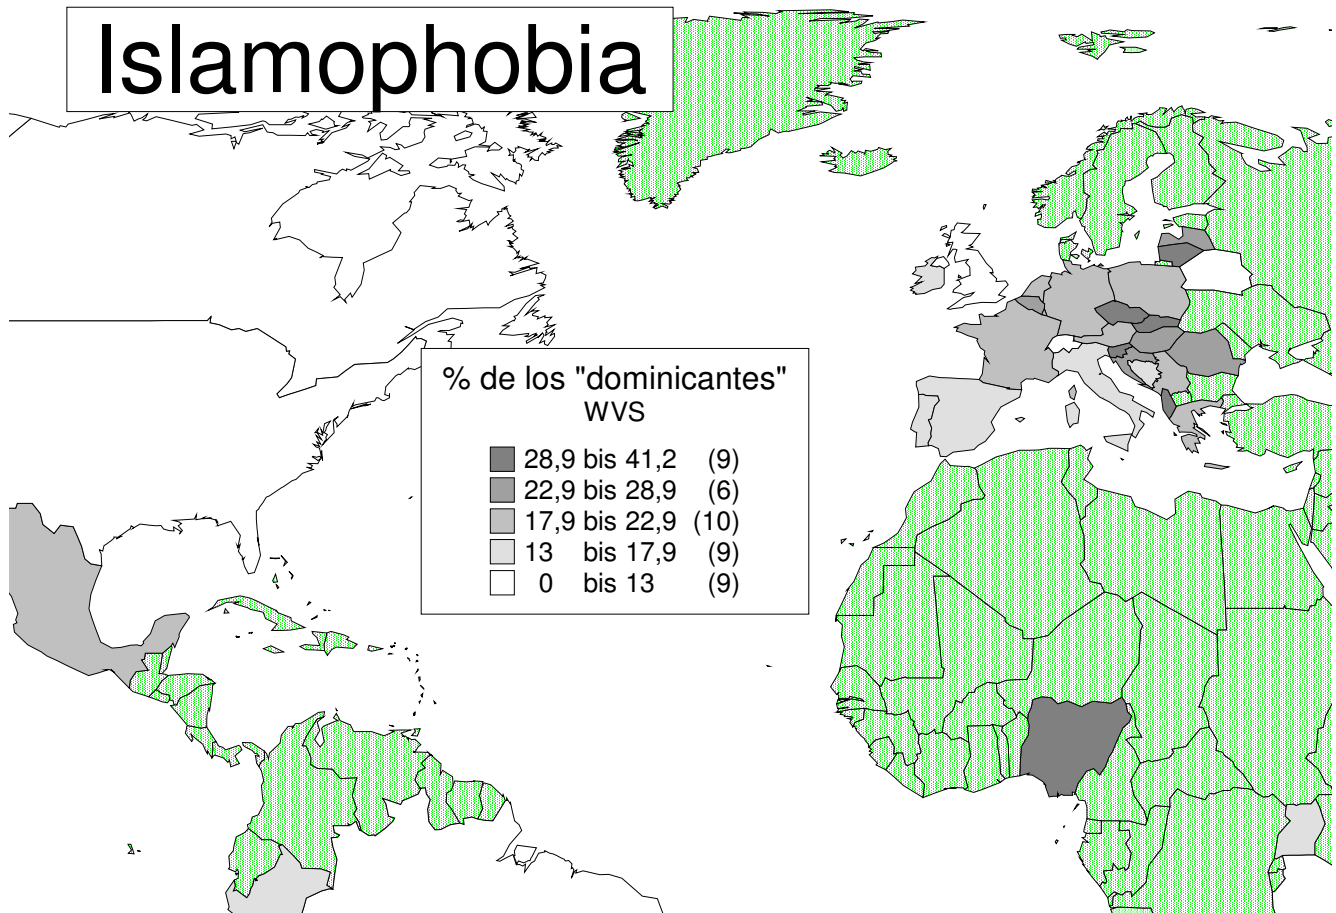 Islamophobia
% de los "dominicantes"
WVS
28,9 bis 41,2 (9)
22,9 bis 28,9 (6)
17,9 bis 22,9 (10)
13 bis 17,9 (9)
0 bis 13 (9)